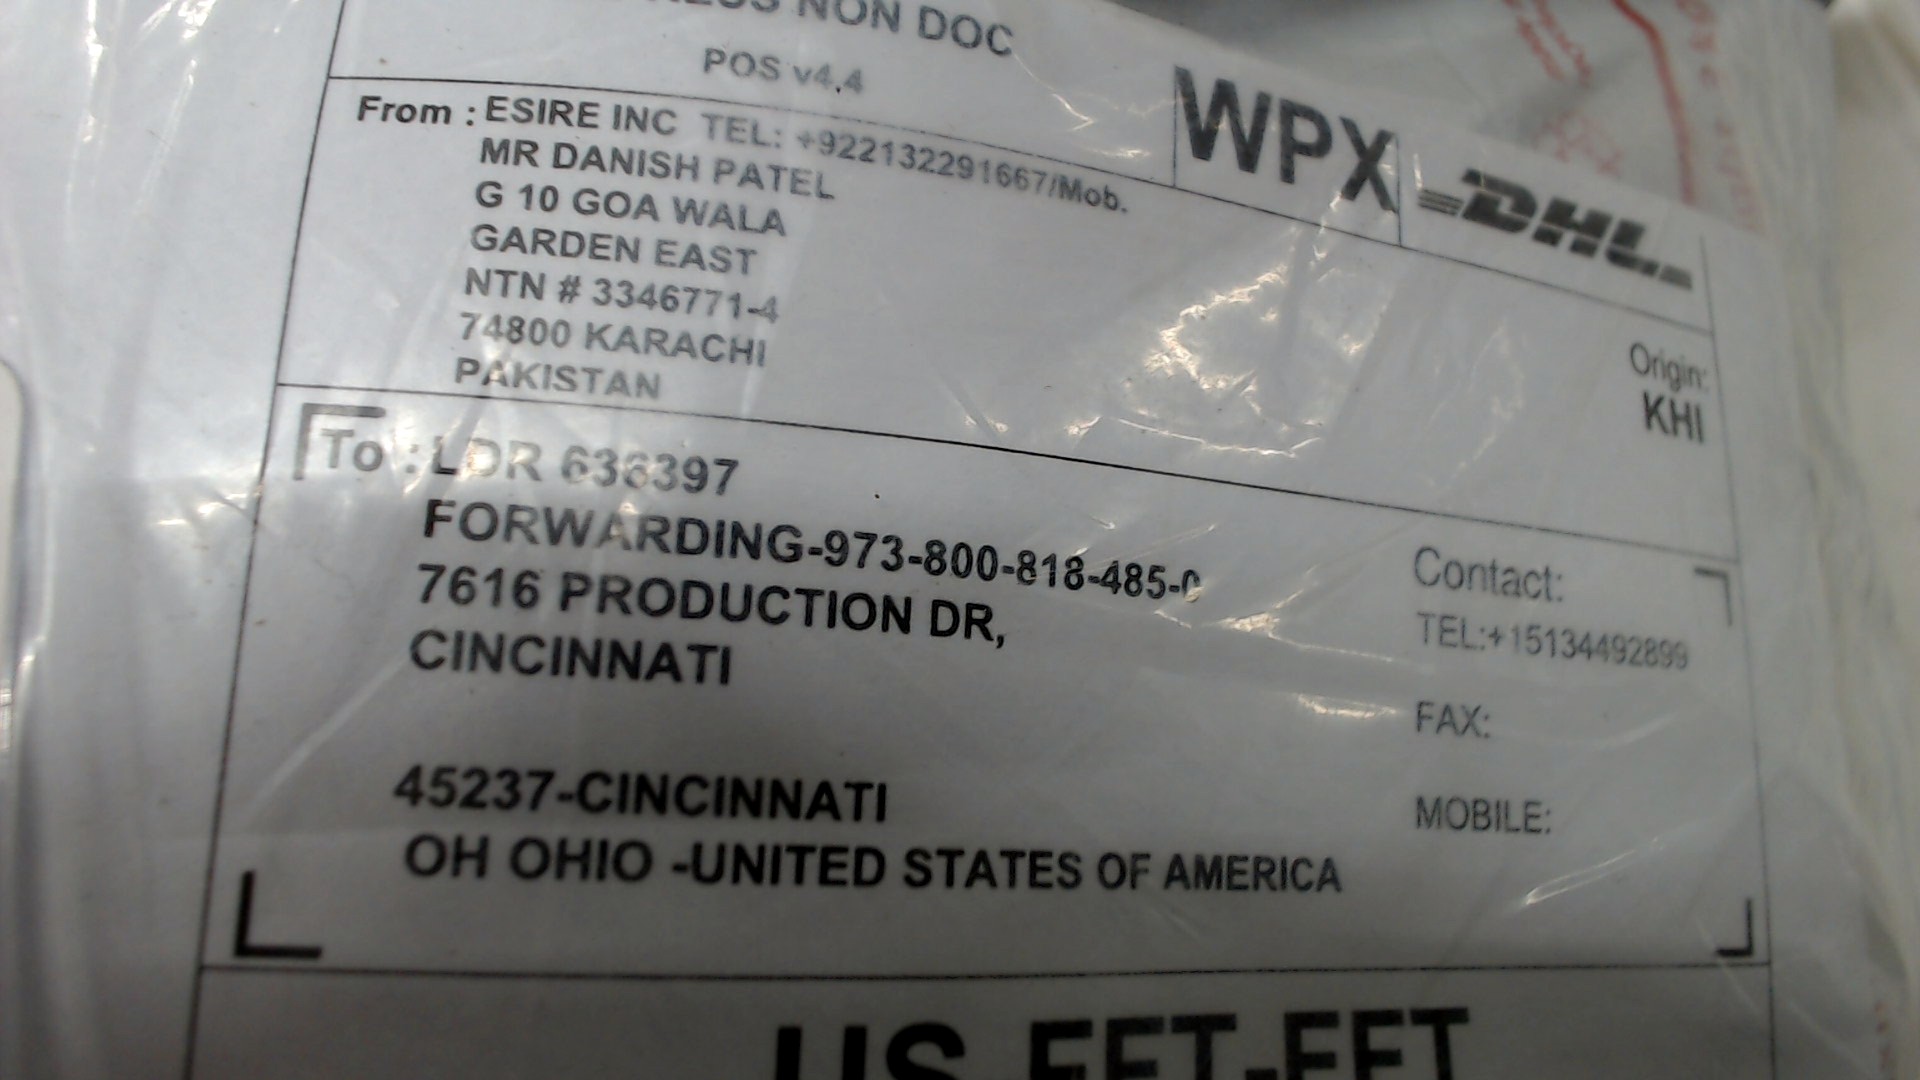 NON DOC
POS v4.4
WPX
DHL
From : ESIRE INC TEL: +922132291667/Mob.
MR DANISH PATEL
G 10 GOA WALA
GARDEN EAST
NTN # 3346771-4
74800 KARACHI
PAKISTAN
Origin:
KHI
To : LDR 636397
FORWARDING-973-800-818-485-0
7616 PRODUCTION DR,
CINCINNATI
45237-CINCINNATI
OH OHIO -UNITED STATES OF AMERICA
Contact:
TEL:+15134492899
FAX:
MOBILE:
US